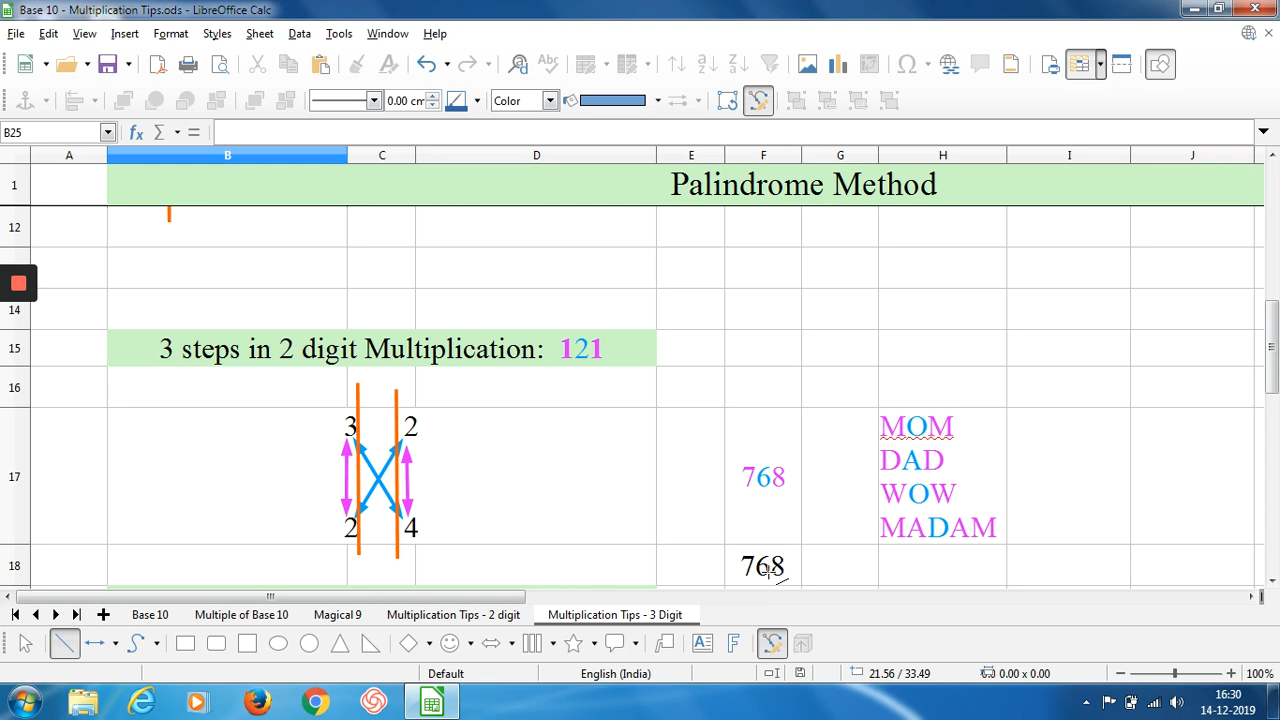 Base 10 - Multiplication Tips.ods - LibreOffice Calc
File Edit View Insert Format Styles Sheet Data Tools Window Help
0.00 cm Color
B25
A B C D E F G H I J
1 Palindrome Method
12
14
15 3 steps in 2 digit Multiplication: 121
16
3 2
17 768
2 4
MOM
DAD
WOW
MADAM
18 768
Base 10 Multiple of Base 10 Magical 9 Multiplication Tips - 2 digit Multiplication Tips - 3 Digit
Default English (India) 21.56 / 33.49 0.00 x 0.00 100%
16:30
14-12-2019